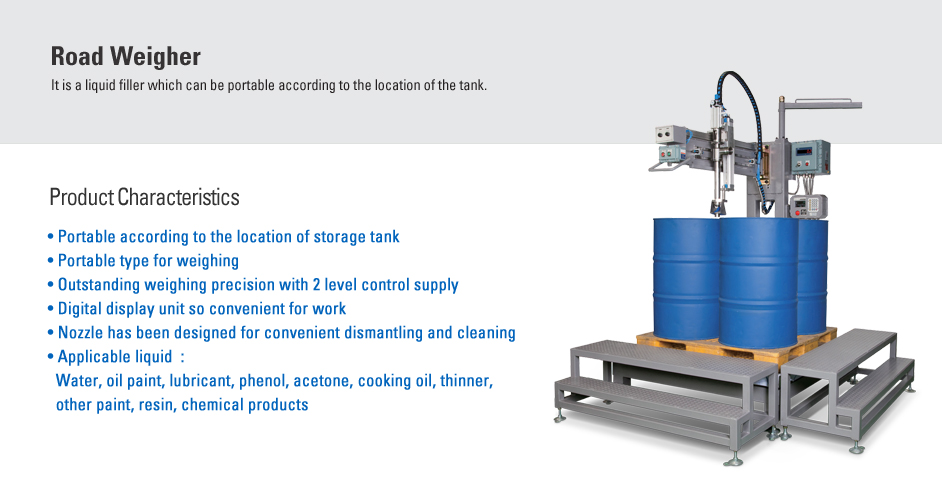 Road Weigher
It is a liquid filler which can be portable according to the location of the tank.
Product Characteristics
• Portable according to the location of storage tank
• Portable type for weighing
• Outstanding weighing precision with 2 level control supply
• Digital display unit so convenient for work
• Nozzle has been designed for convenient dismantling and cleaning
• Applicable liquid :
Water, oil paint, lubricant, phenol, acetone, cooking oil, thinner,
other paint, resin, chemical products